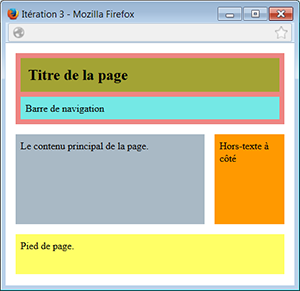 Itération 3 - Mozilla Firefox
Titre de la page
Barre de navigation
Le contenu principal de la page.
Hors-texte à
côté
Pied de page.